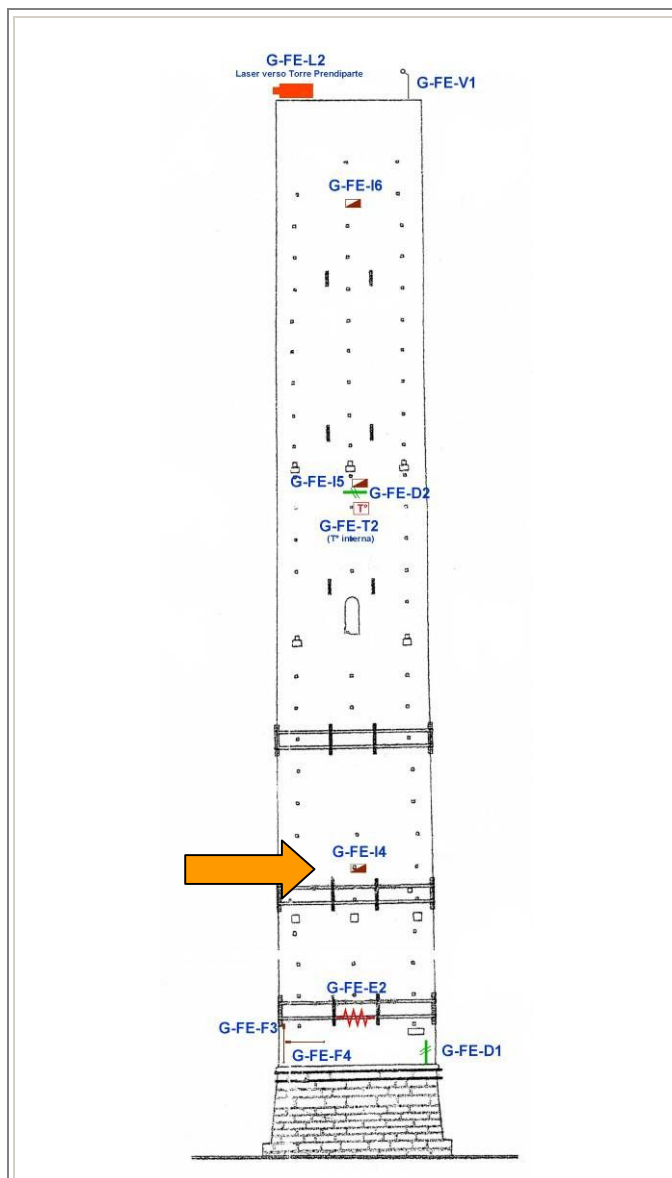 G-FE-L2
Laser verso Torre Prendiparte
G-FE-V1
G-FE-I6
G-FE-I5
G-FE-D2
T°
G-FE-T2
(T° interna)
G-FE-I4
G-FE-E2
G-FE-F3
G-FE-F4
G-FE-D1